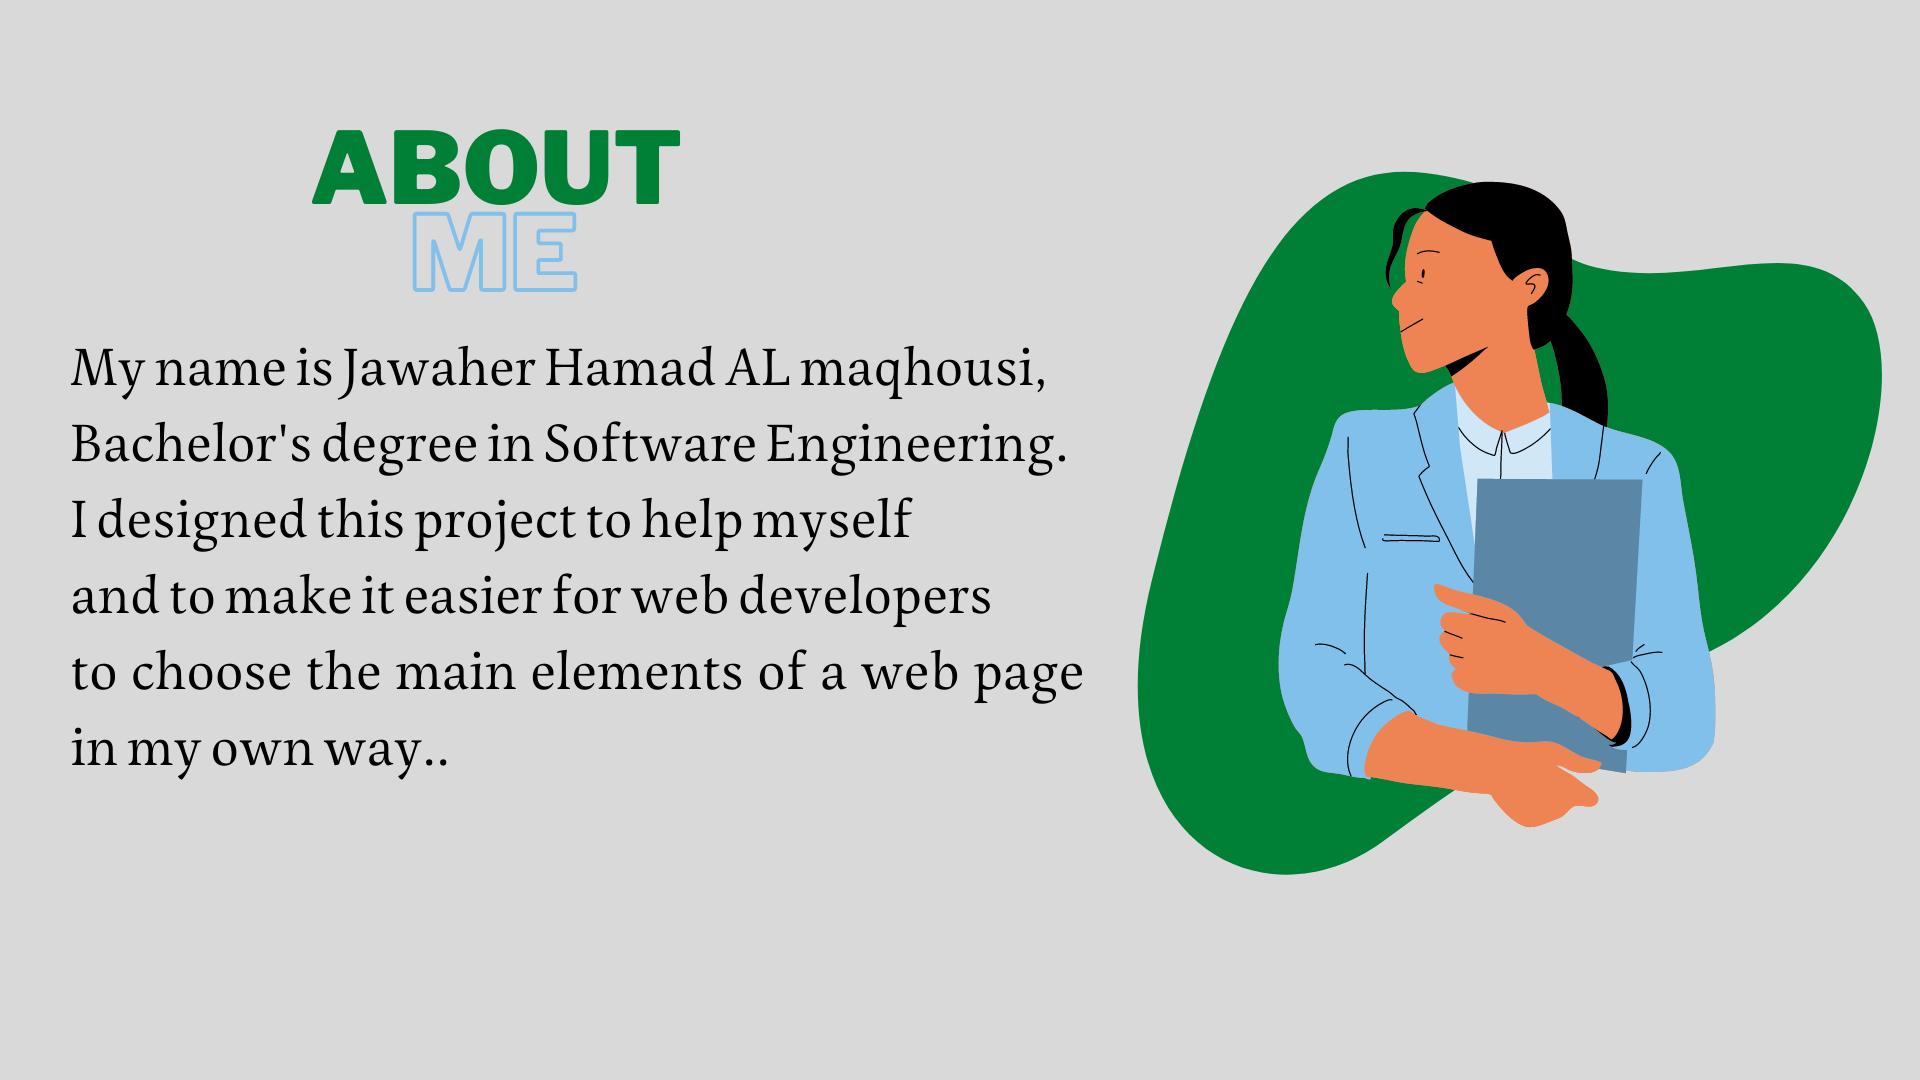 ABOUT
ME
My name is Jawaher Hamad AL maqhousi,
Bachelor's degree in Software Engineering.
I designed this project to help myself
and to make it easier for web developers
to choose the main elements of a web page
in my own way..